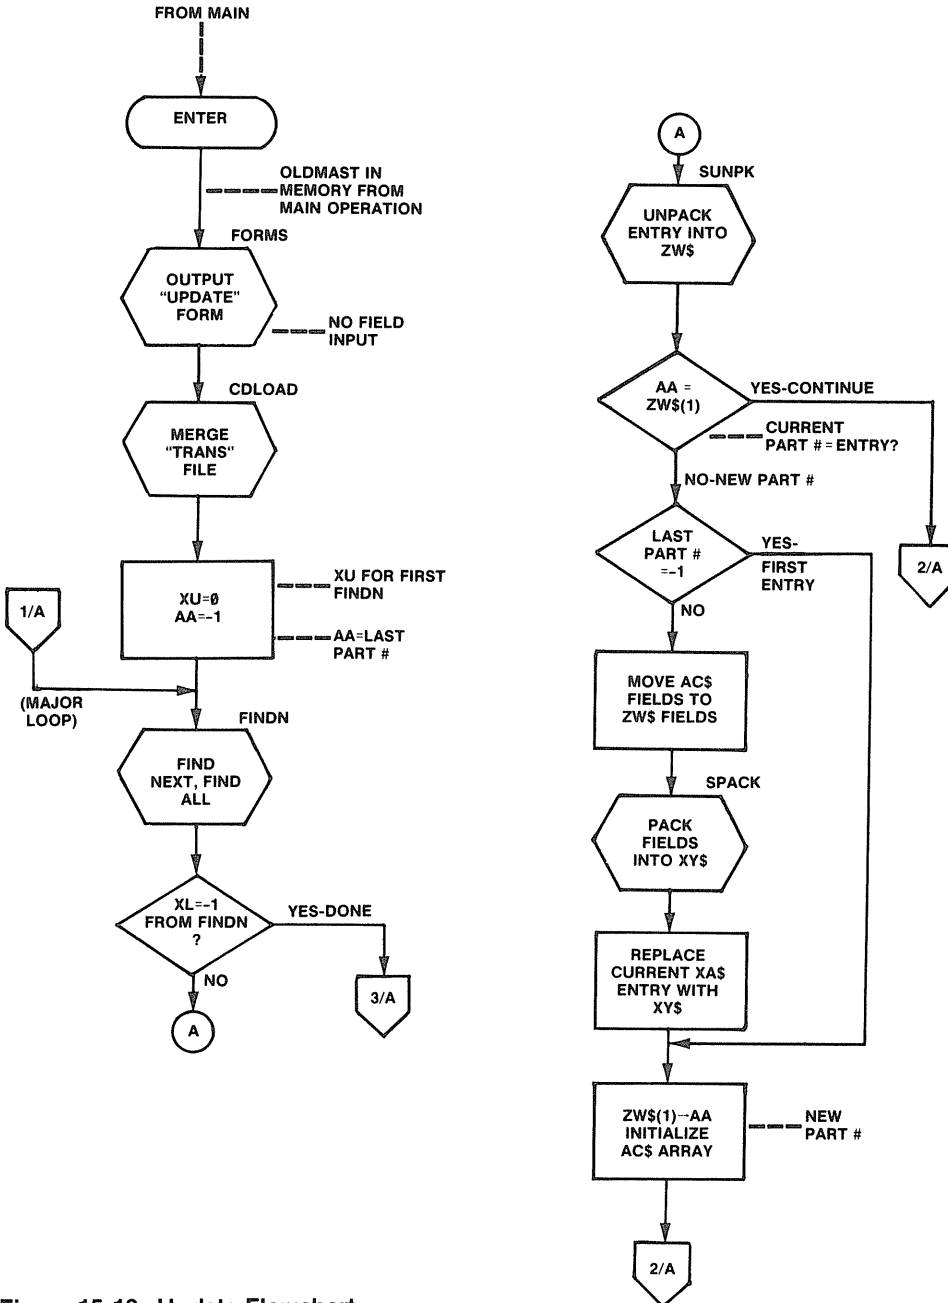 FROM MAIN
ENTER
OLDMAST IN
MEMORY FROM
MAIN OPERATION
FORMS
OUTPUT
“UPDATE”
FORM
NO FIELD
INPUT
CDLOAD
MERGE
“TRANS”
FILE
XU=0
AA=-1
XU FOR FIRST
FINDN
AA=LAST
PART #
1/A
(MAJOR
LOOP)
FINDN
FIND
NEXT, FIND
ALL
XL=-1
FROM FINDN
?
YES-DONE
NO
3/A
A
A
SUNPK
UNPACK
ENTRY INTO
ZW$
AA =
ZW$(1)
YES-CONTINUE
CURRENT
PART # = ENTRY?
NO-NEW PART #
2/A
LAST
PART #
=-1
YES-
FIRST
ENTRY
NO
MOVE AC$
FIELDS TO
ZW$ FIELDS
SPACK
PACK
FIELDS
INTO XY$
REPLACE
CURRENT XA$
ENTRY WITH
XY$
ZW$(1)→AA
INITIALIZE
AC$ ARRAY
NEW
PART #
2/A